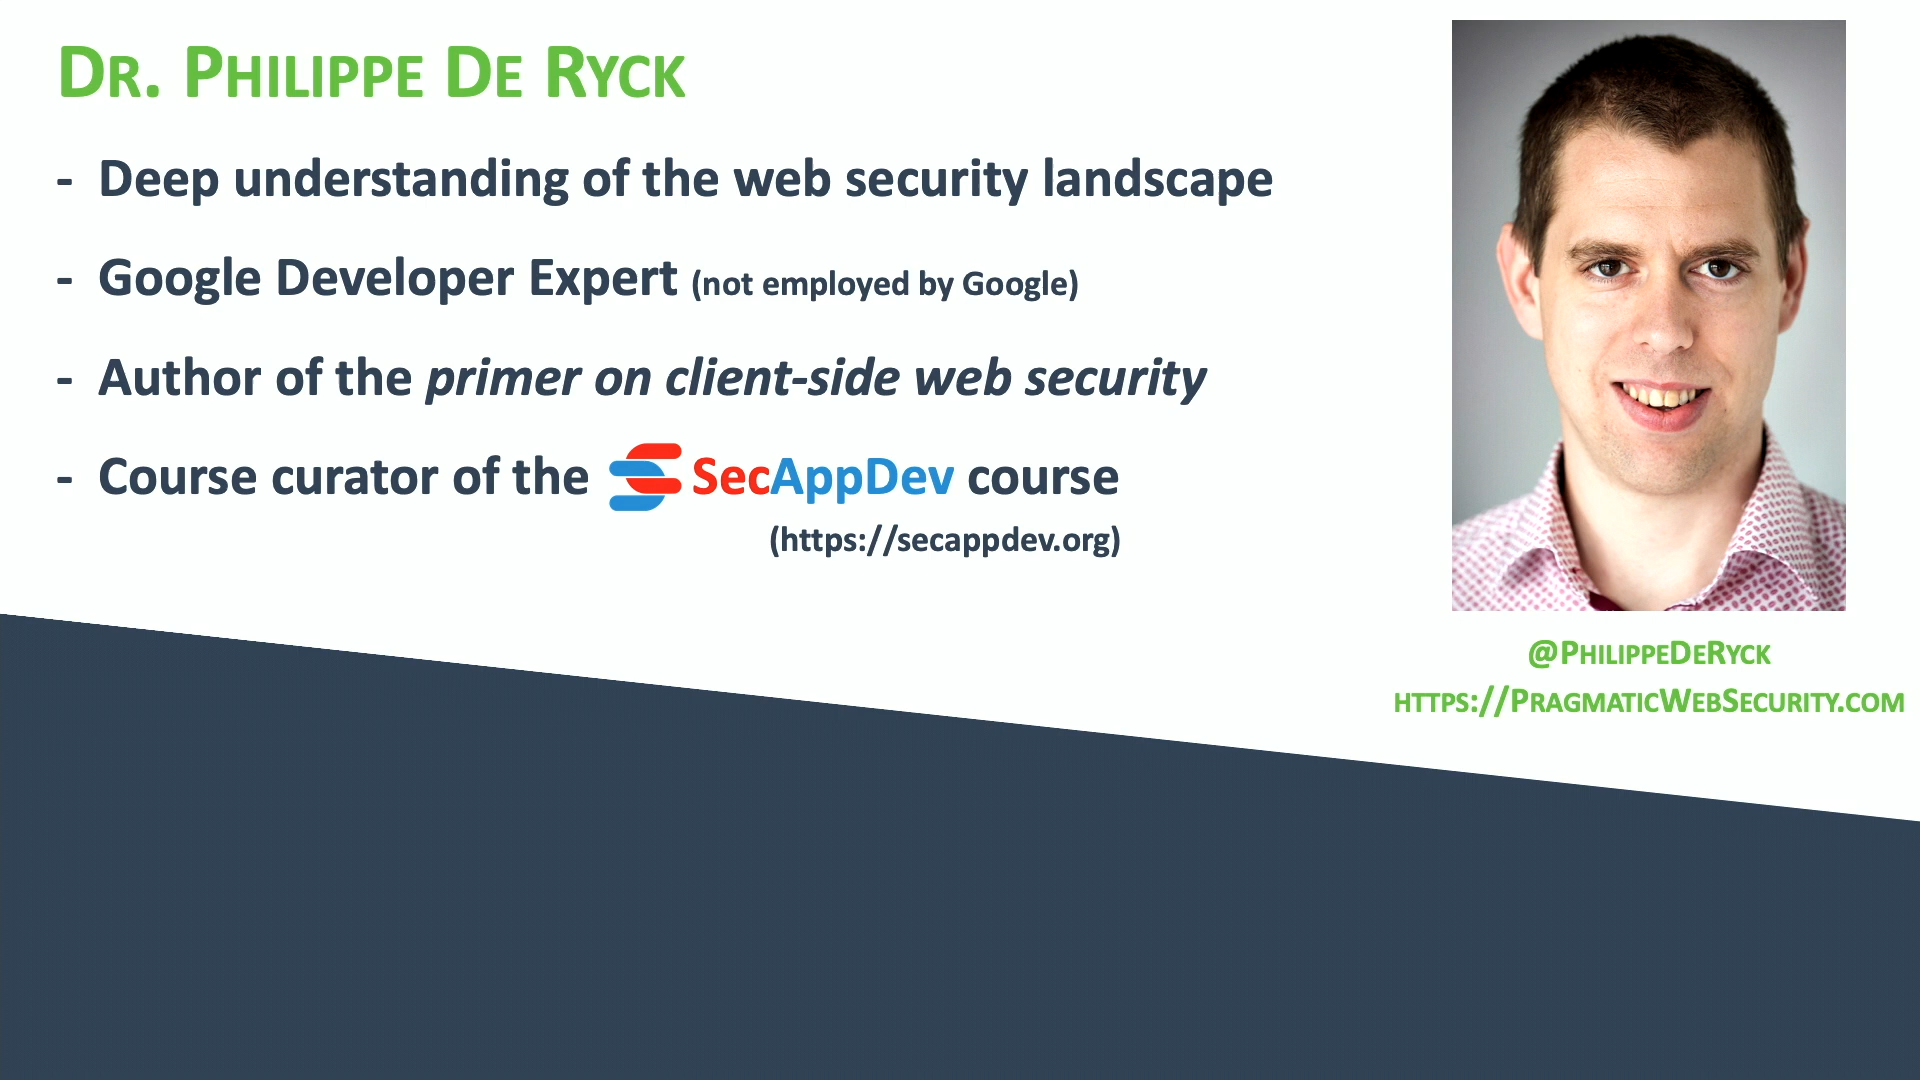 Dr. Philippe De Ryck
- Deep understanding of the web security landscape
- Google Developer Expert (not employed by Google)
- Author of the primer on client-side web security
- Course curator of the SecAppDev course
(https://secappdev.org)
@PhilippeDeRyck
https://PragmaticWebSecurity.com